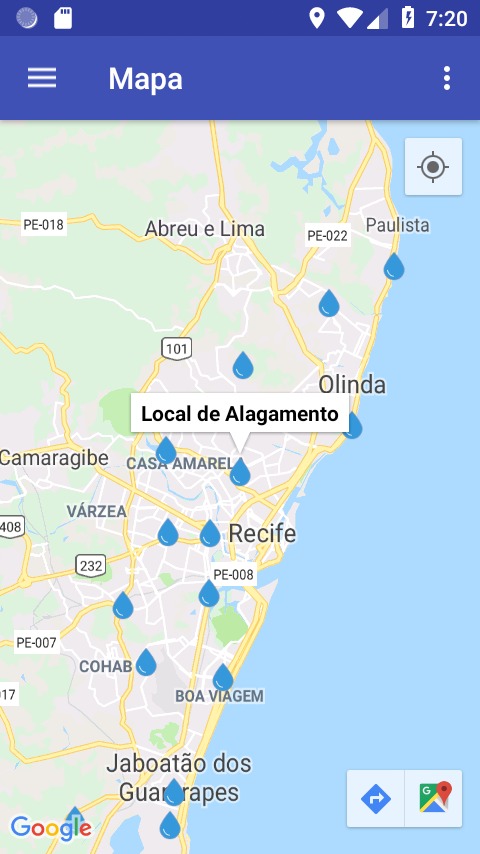 7:20
Mapa
PE-018
Abreu e Lima
PE-022
Paulista
101
Olinda
Local de Alagamento
Camaragibe
CASA AMAREL
VÁRZEA
408
Recife
232
PE-008
PE-007
COHAB
017
BOA VIAGEM
Jaboatão dos
Guararapes
Google
G